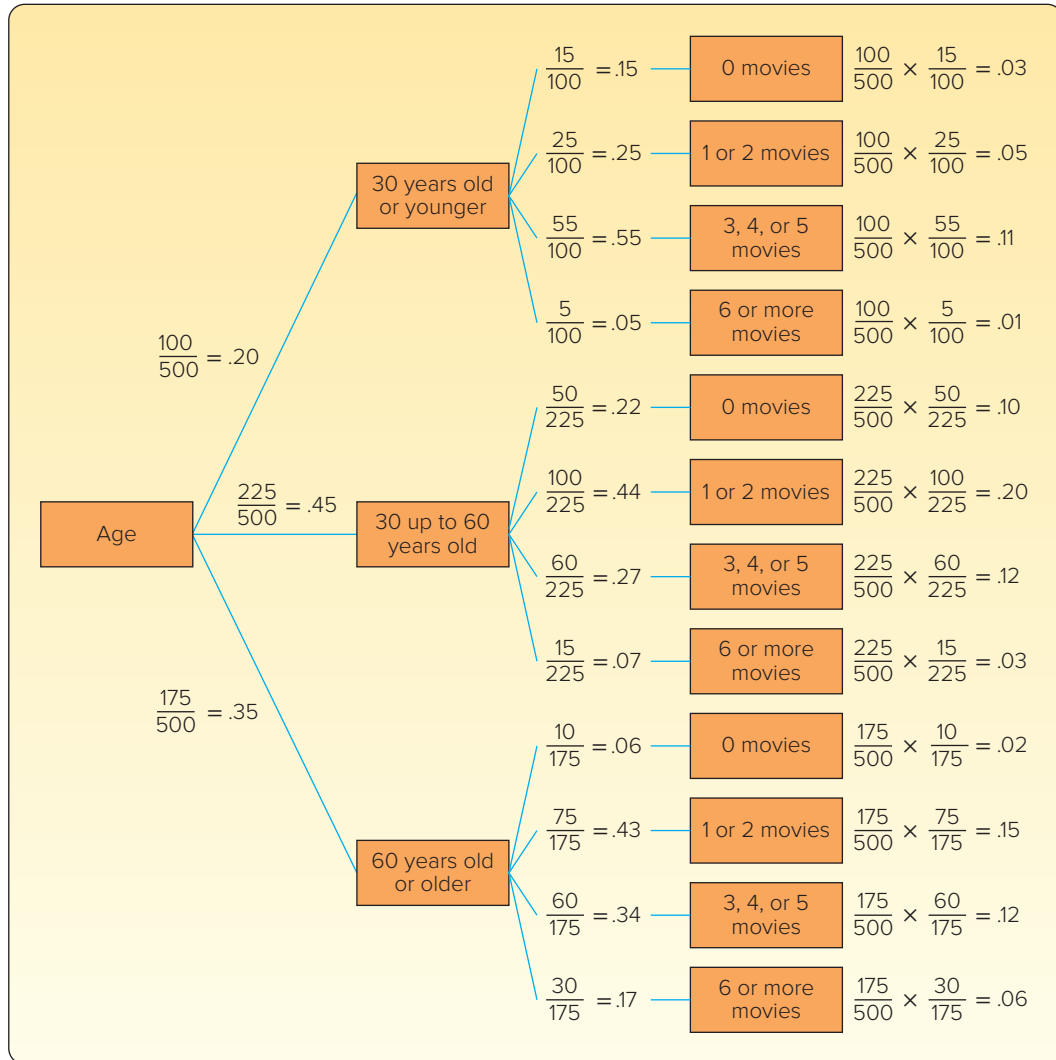 Age
100/500 = .20
225/500 = .45
175/500 = .35
30 years old
or younger
15/100 = .15
0 movies
100/500 × 15/100 = .03
25/100 = .25
1 or 2 movies
100/500 × 25/100 = .05
55/100 = .55
3, 4, or 5
movies
100/500 × 55/100 = .11
5/100 = .05
6 or more
movies
100/500 × 5/100 = .01
30 up to 60
years old
50/225 = .22
0 movies
225/500 × 50/225 = .10
100/225 = .44
1 or 2 movies
225/500 × 100/225 = .20
60/225 = .27
3, 4, or 5
movies
225/500 × 60/225 = .12
15/225 = .07
6 or more
movies
225/500 × 15/225 = .03
60 years old
or older
10/175 = .06
0 movies
175/500 × 10/175 = .02
75/175 = .43
1 or 2 movies
175/500 × 75/175 = .15
60/175 = .34
3, 4, or 5
movies
175/500 × 60/175 = .12
30/175 = .17
6 or more
movies
175/500 × 30/175 = .06